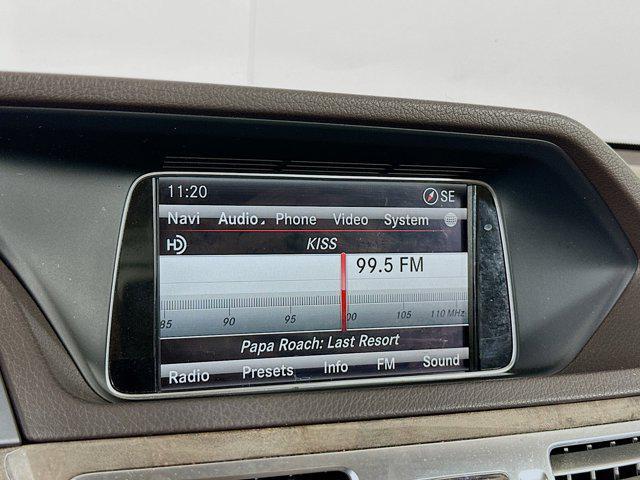 11:20 SE
Navi Audio Phone Video System
HD KISS
99.5 FM
85 90 95 00 105 110 MHz
Papa Roach: Last Resort
Radio Presets Info FM Sound